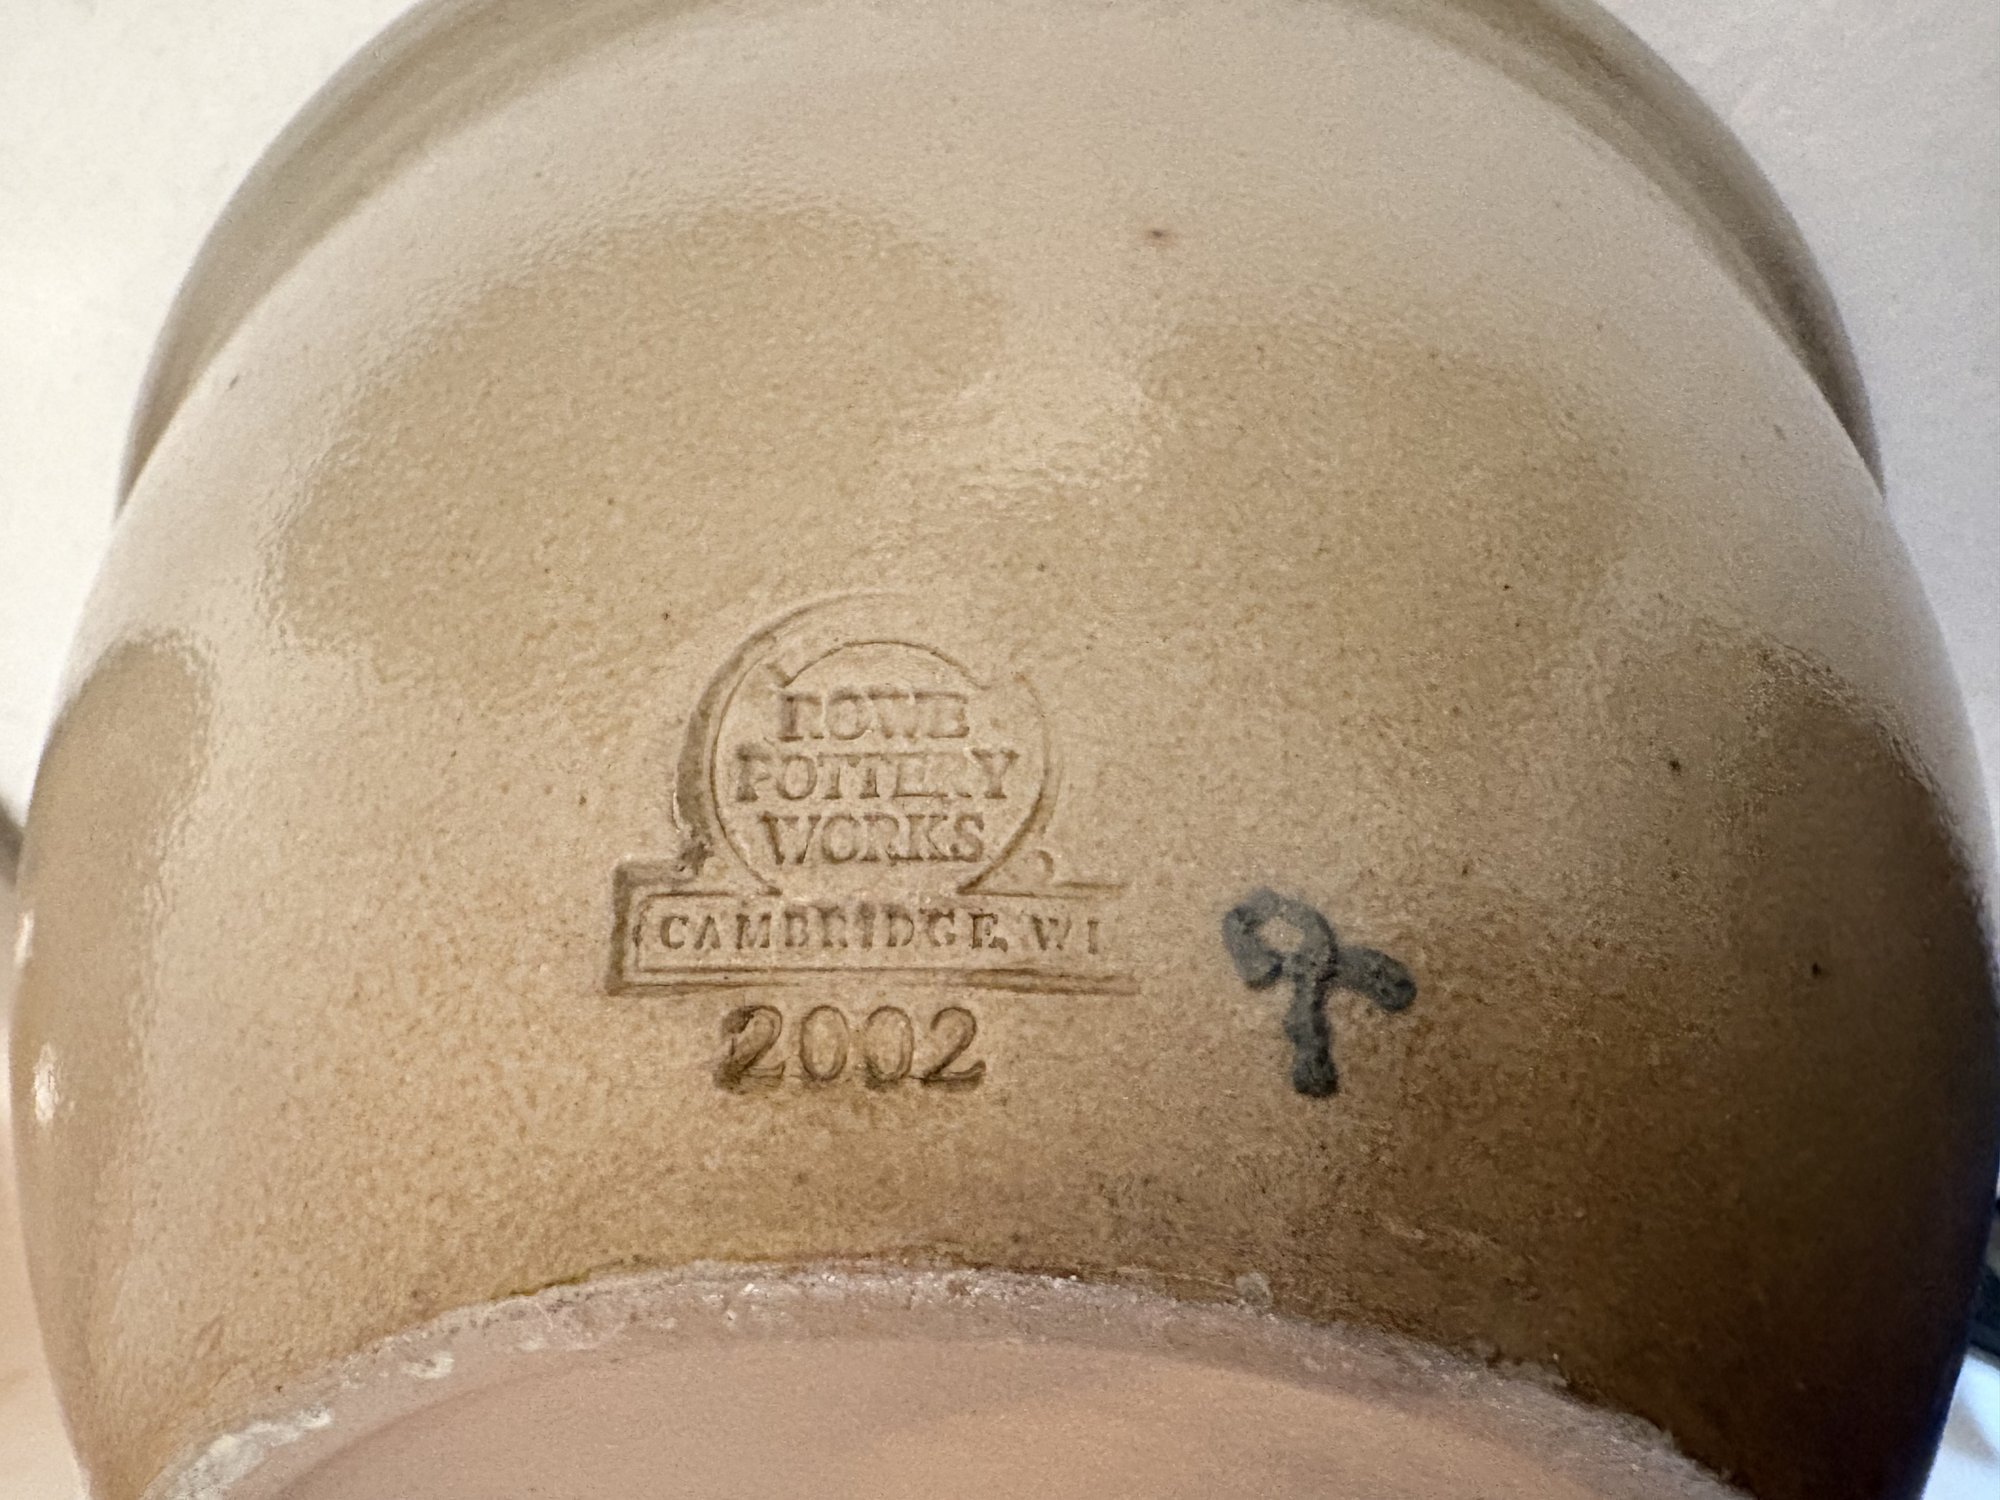 ROWE
POTTERY
WORKS
CAMBRIDGE, WI
2002